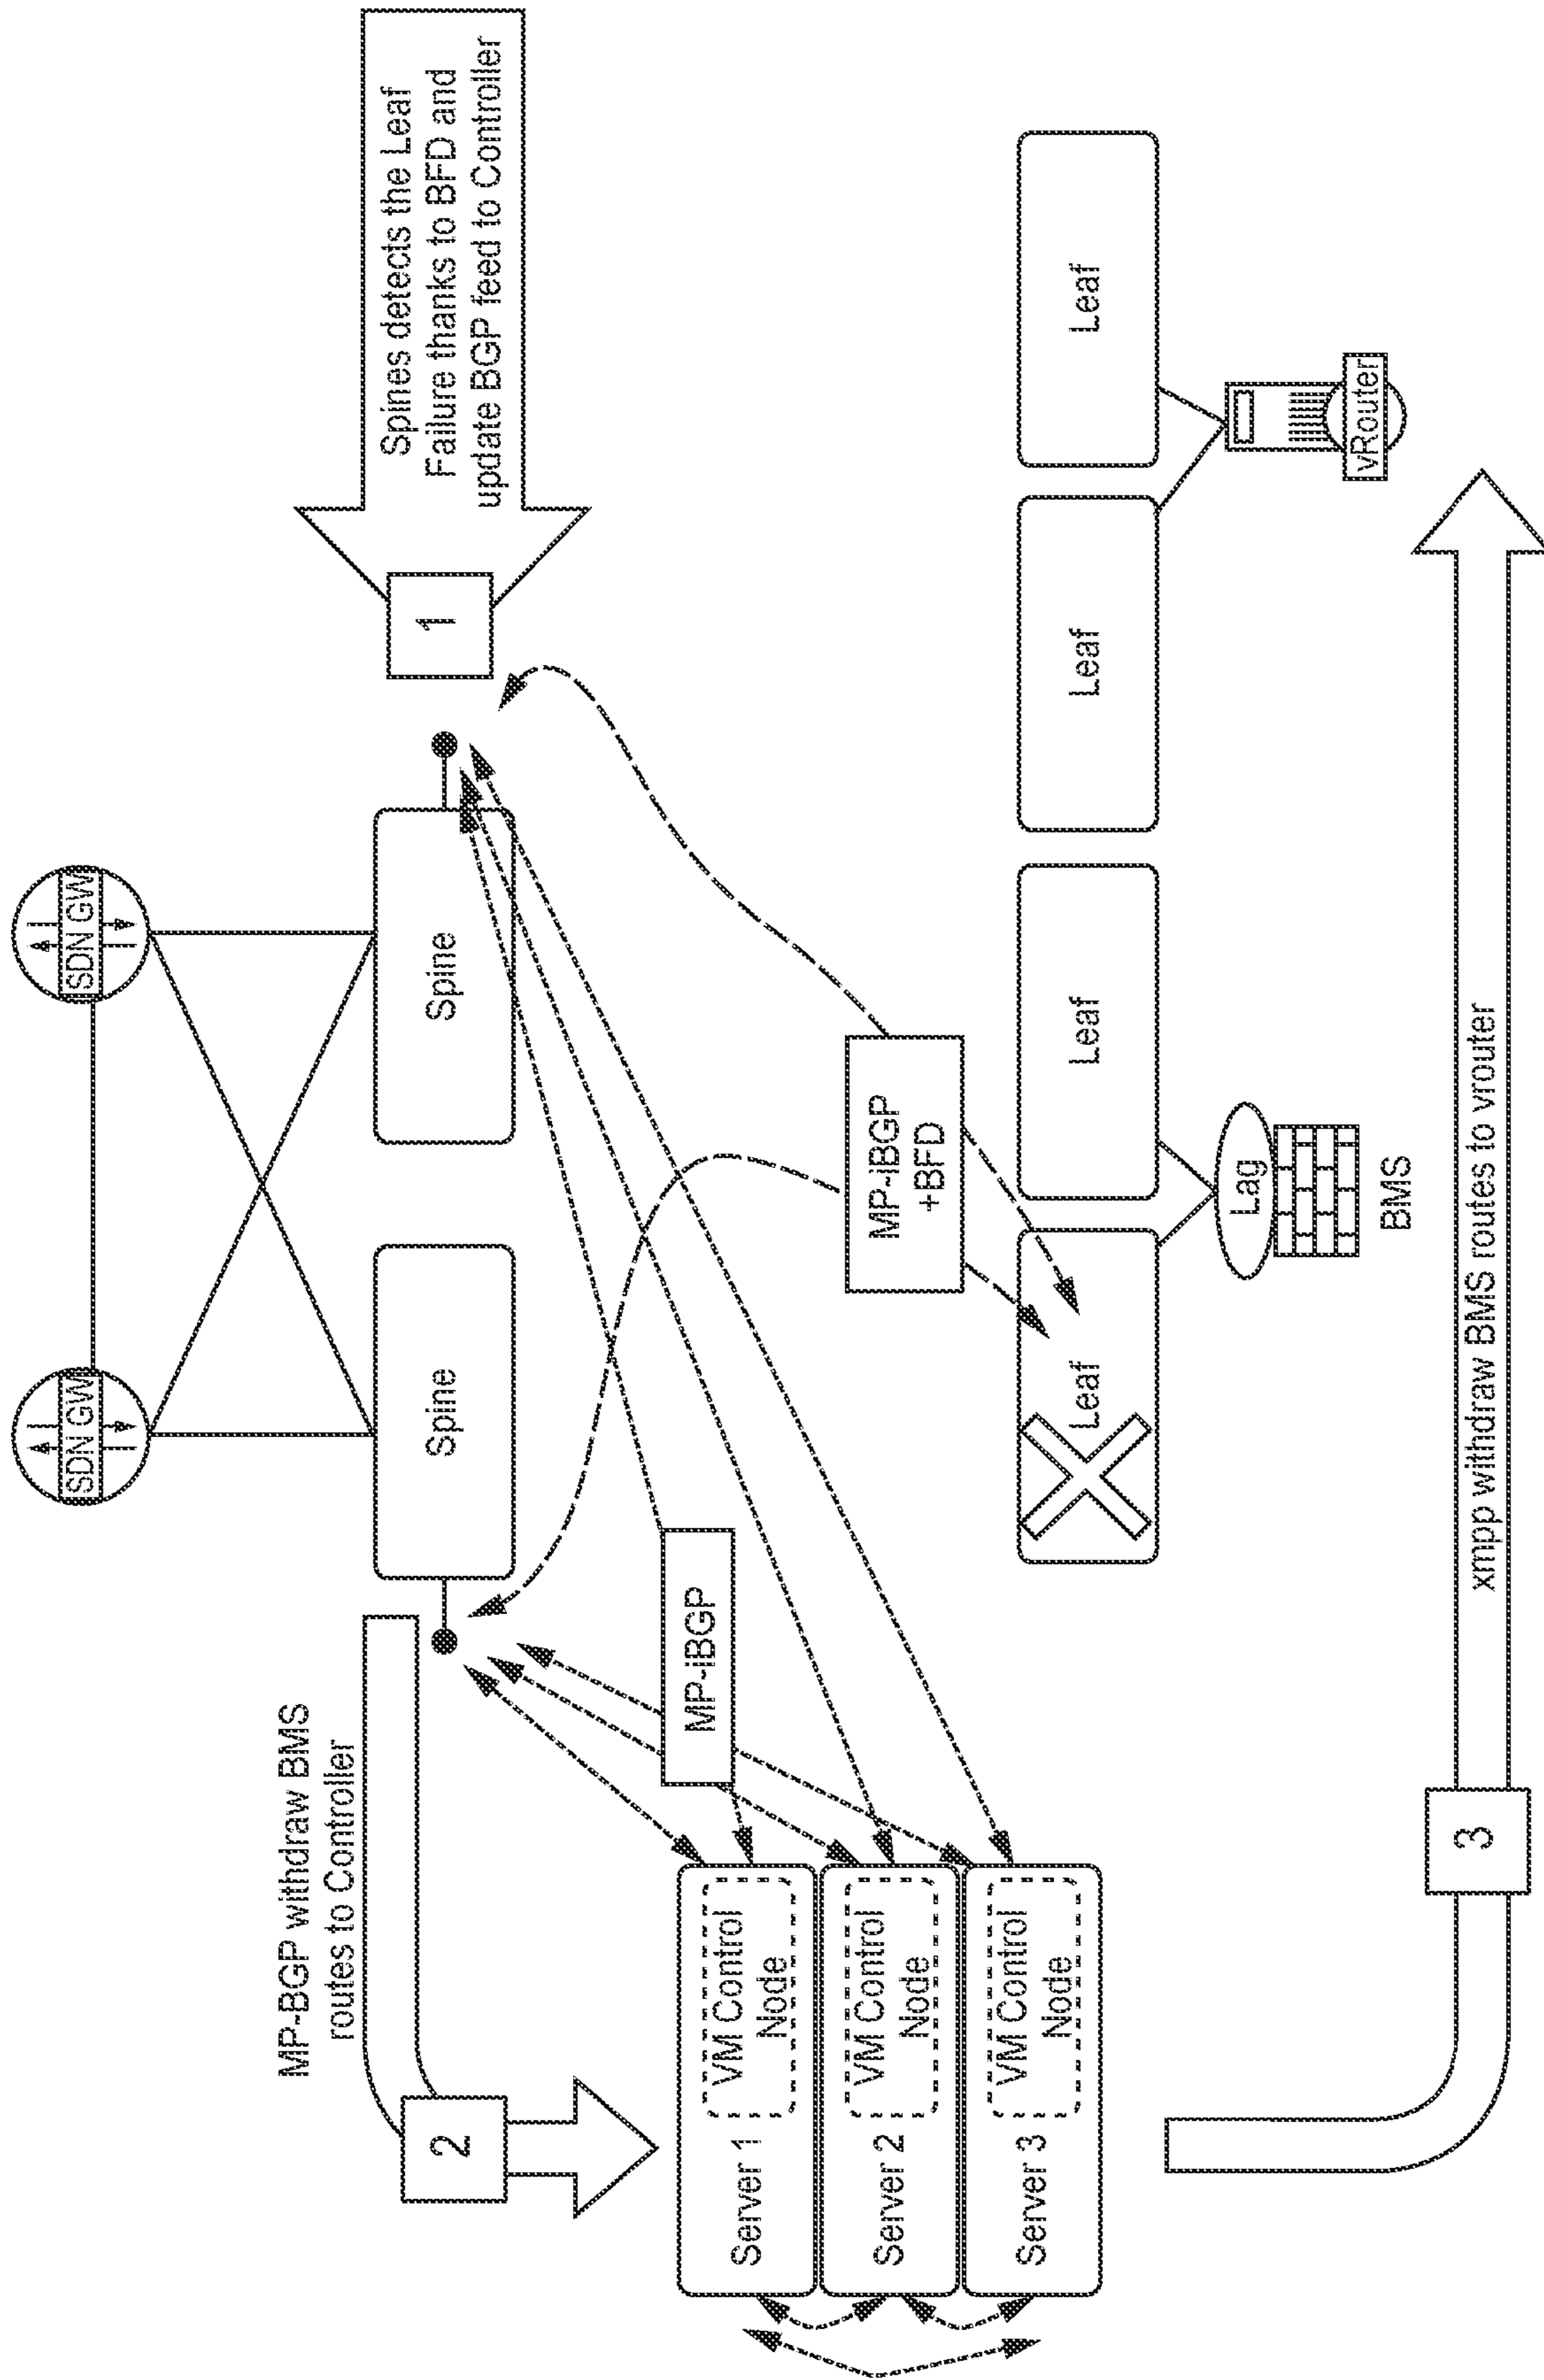 SDN GW
SDN GW
MP-BGP withdraw BMS
routes to Controller
2
Spine
Spine
1
Spines detects the Leaf
Failure thanks to BFD and
update BGP feed to Controller
MP-iBGP
Server 1
VM Control
Node
Server 2
VM Control
Node
Server 3
VM Control
Node
MP-iBGP
+BFD
Leaf
Leaf
Leaf
Leaf
Lag
BMS
vRouter
3
xmpp withdraw BMS routes to vrouter